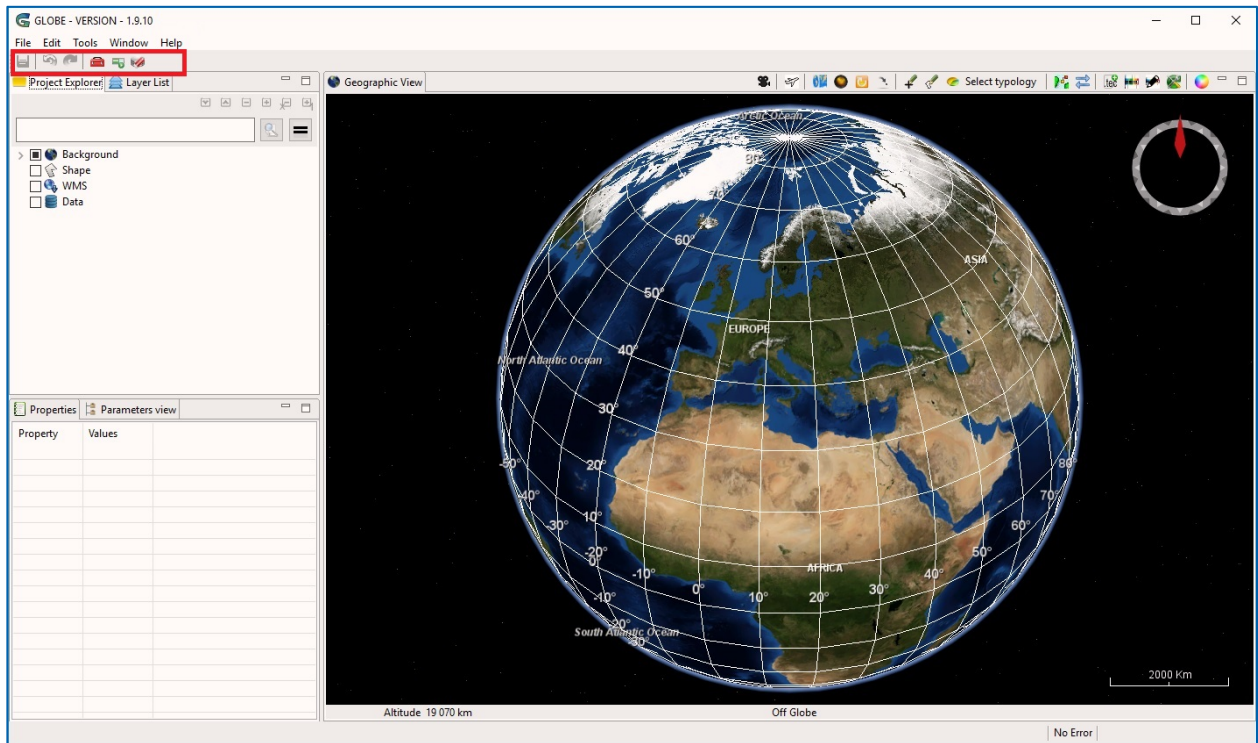 GLOBE - VERSION - 1.9.10
File Edit Tools Window Help
Project Explorer Layer List
Geographic View
Select typology
Background
Shape
WMS
Data
Properties Parameters view
Property Values
Arctic Ocean
80°
60°
ASIA
50°
EUROPE
40°
North Atlantic Ocean
30°
-50° 20° 80°
-40° 70°
10°
-30° 60°
-20° 50°
0°
AFRICA
-10° 40°
0° 30°
-10° 10° 20°
-20°
South Atlantic Ocean
-30°
2000 Km
Altitude 19 070 km Off Globe
No Error